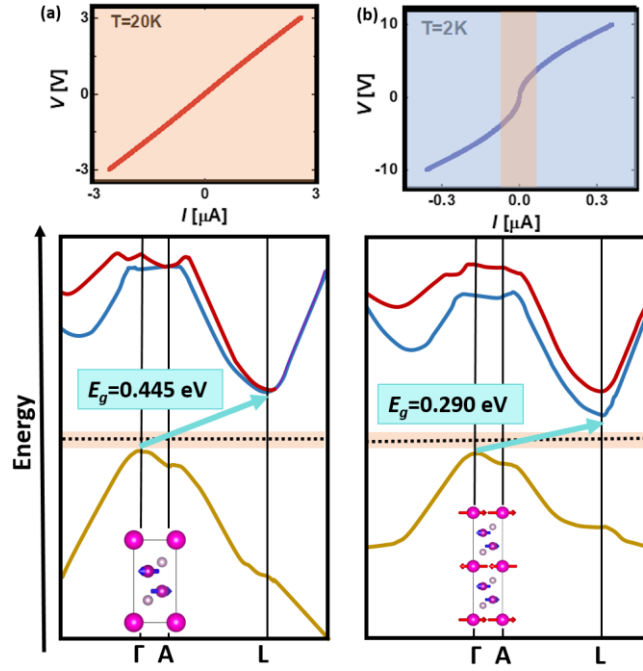 (a)
T=20K
V [V]
3
0
-3
-3
0
3
I [μA]
(b)
T=2K
V [V]
10
0
-10
-0.3
0.0
0.3
I [μA]
Energy
Eg=0.445 eV
Γ A L
Eg=0.290 eV
Γ A L